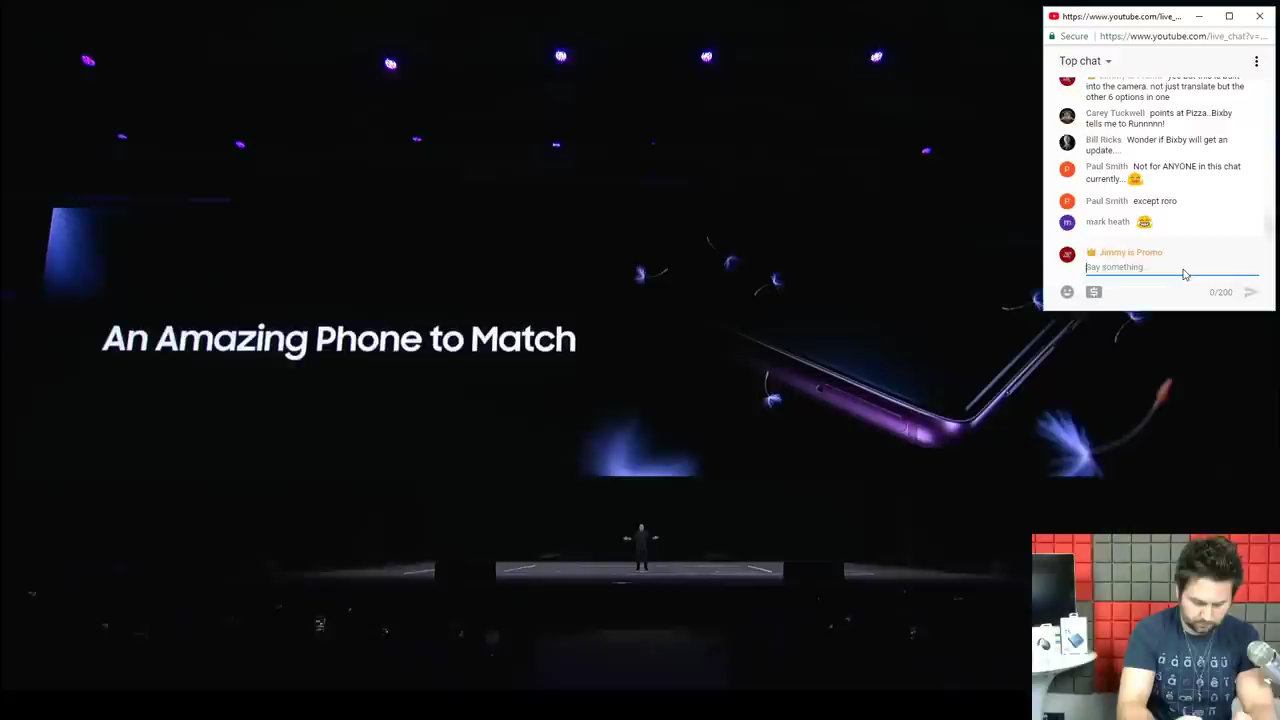 https://www.youtube.com/live_...
Secure
https://www.youtube.com/live_chat?v=...
Top chat
into the camera. not just translate but the
other 6 options in one
Carey Tuckwell points at Pizza..Bixby
tells me to Runnnnn!
Bill Ricks Wonder if Bixby will get an
update....
Paul Smith Not for ANYONE in this chat
currently...
P
Paul Smith except roro
P
mark heath
m
Jimmy is Promo
Say something...
0/200
An Amazing Phone to Match